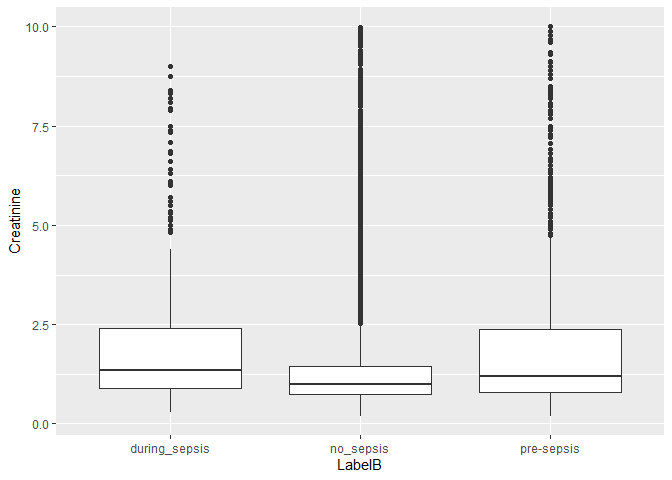 10.0
7.5
5.0
2.5
0.0
Creatinine
during_sepsis
no_sepsis
pre-sepsis
LabelB